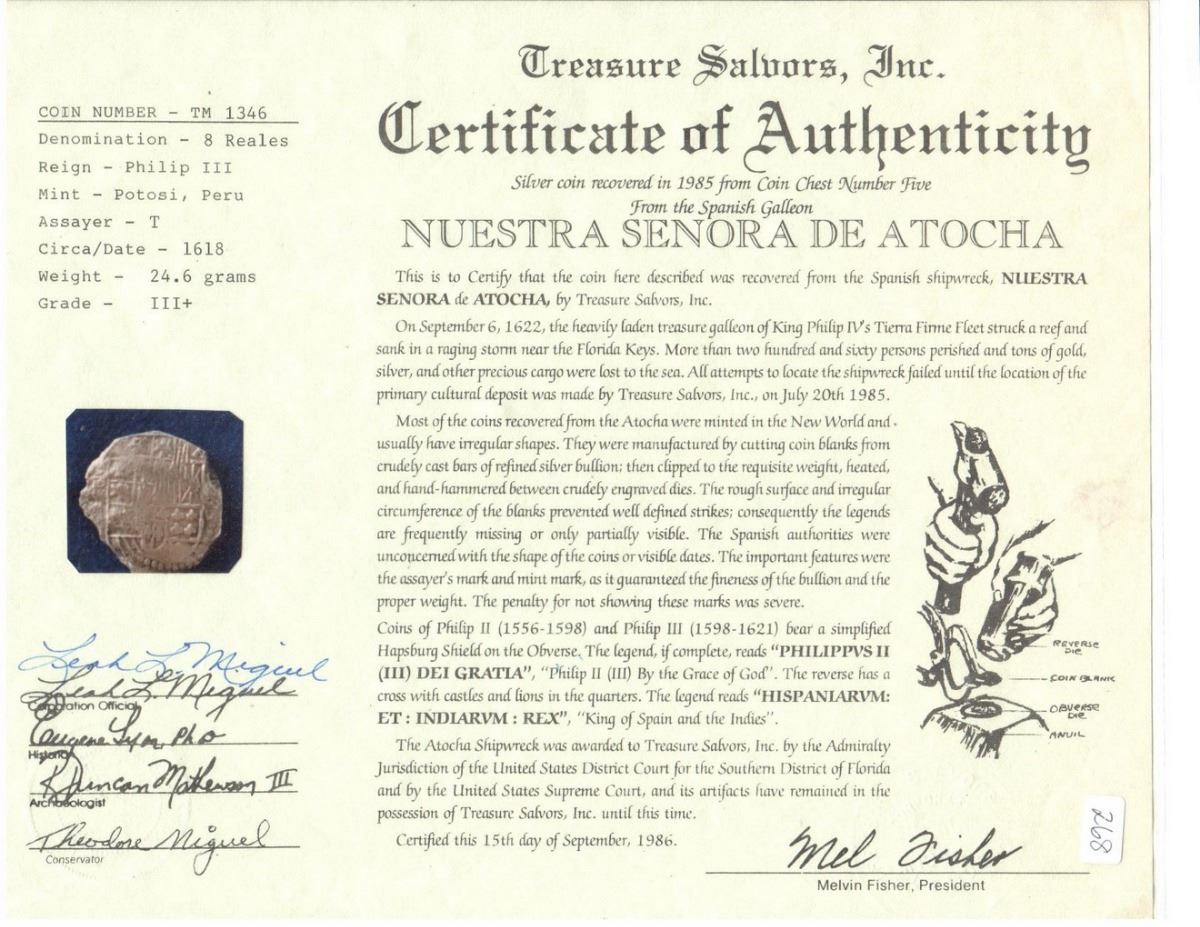 Treasure Salvors, Inc.
Certificate of Authenticity
Silver coin recovered in 1985 from Coin Chest Number Five
From the Spanish Galleon
NUESTRA SENORA DE ATOCHA
COIN NUMBER - TM 1346
Denomination - 8 Reales
Reign - Philip III
Mint - Potosi, Peru
Assayer - T
Circa/Date - 1618
Weight - 24.6 grams
Grade - III+
This is to Certify that the coin here described was recovered from the Spanish shipwreck, NUESTRA
SENORA de ATOCHA, by Treasure Salvors, Inc.
On September 6, 1622, the heavily laden treasure galleon of King Philip IV's Tierra Firme Fleet struck a reef and
sank in a raging storm near the Florida Keys. More than two hundred and sixty persons perished and tons of gold,
silver, and other precious cargo were lost to the sea. All attempts to locate the shipwreck failed until the location of the
primary cultural deposit was made by Treasure Salvors, Inc., on July 20th 1985.
Most of the coins recovered from the Atocha were minted in the New World and
usually have irregular shapes. They were manufactured by cutting coin blanks from
crudely cast bars of refined silver bullion; then clipped to the requisite weight, heated,
and hand-hammered between crudely engraved dies. The rough surface and irregular
circumference of the blanks prevented well defined strikes; consequently the legends
are frequently missing or only partially visible. The Spanish authorities were
unconcerned with the shape of the coins or visible dates. The important features were
the assayer's mark and mint mark, as it guaranteed the fineness of the bullion and the
proper weight. The penalty for not showing these marks was severe.
Coins of Philip II (1556-1598) and Philip III (1598-1621) bear a simplified
Hapsburg Shield on the Obverse. The legend, if complete, reads "PHILIPPVS II
(III) DEI GRATIA", "Philip II (III) By the Grace of God". The reverse has a
cross with castles and lions in the quarters. The legend reads "HISPANIARVM:
ET : INDIARVM : REX", "King of Spain and the Indies".
The Atocha Shipwreck was awarded to Treasure Salvors, Inc. by the Admiralty
Jurisdiction of the United States District Court for the Southern District of Florida
and by the United States Supreme Court, and its artifacts have remained in the
possession of Treasure Salvors, Inc. until this time.
Certified this 15th day of September, 1986.
REVERSE
DIE
COIN BLANK
OBVERSE
DIE
ANVIL
Leah L. Miguel
Leah L. Miguel
Corporation Official
Eugene Lyon, PhD
Historian
R Duncan Mathewson III
Archaeologist
Theodore Miguel
Conservator
Mel Fisher
Melvin Fisher, President
268